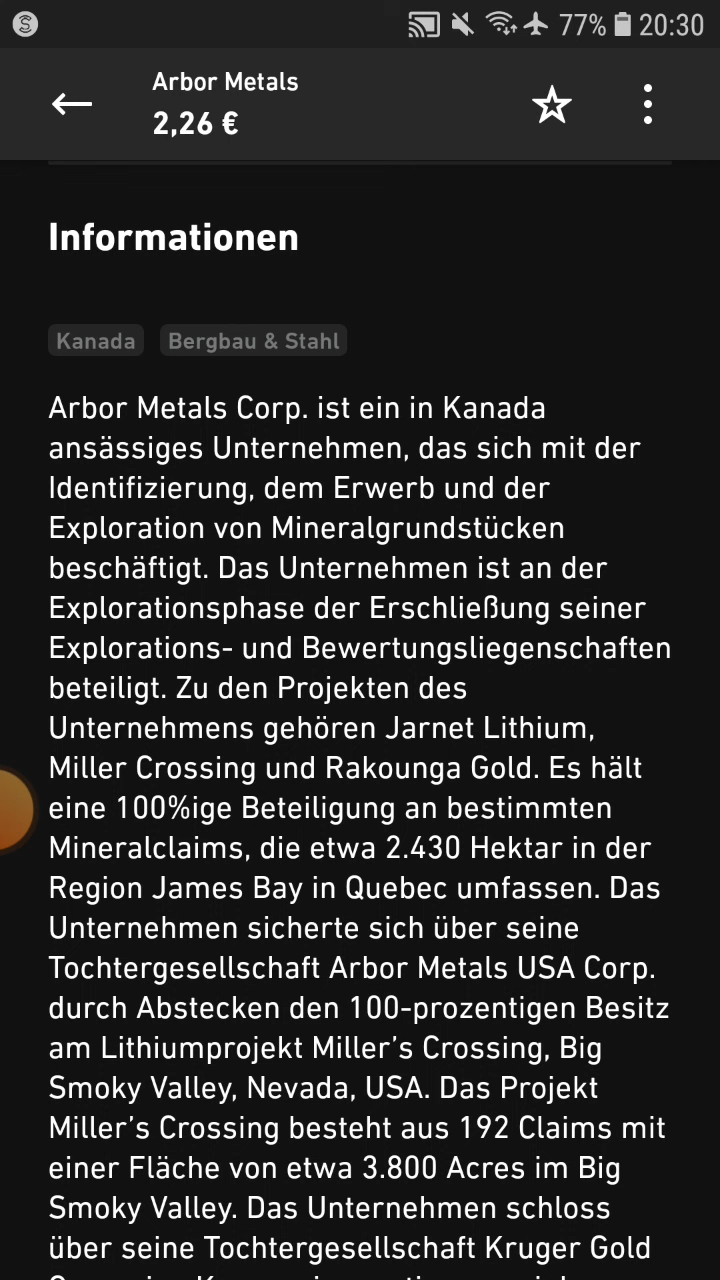 77% 20:30
Arbor Metals
2,26 €
Informationen
Kanada Bergbau & Stahl
Arbor Metals Corp. ist ein in Kanada
ansässiges Unternehmen, das sich mit der
Identifizierung, dem Erwerb und der
Exploration von Mineralgrundstücken
beschäftigt. Das Unternehmen ist an der
Explorationsphase der Erschließung seiner
Explorations- und Bewertungsliegenschaften
beteiligt. Zu den Projekten des
Unternehmens gehören Jarnet Lithium,
Miller Crossing und Rakounga Gold. Es hält
eine 100%ige Beteiligung an bestimmten
Mineralclaims, die etwa 2.430 Hektar in der
Region James Bay in Quebec umfassen. Das
Unternehmen sicherte sich über seine
Tochtergesellschaft Arbor Metals USA Corp.
durch Abstecken den 100-prozentigen Besitz
am Lithiumprojekt Miller’s Crossing, Big
Smoky Valley, Nevada, USA. Das Projekt
Miller’s Crossing besteht aus 192 Claims mit
einer Fläche von etwa 3.800 Acres im Big
Smoky Valley. Das Unternehmen schloss
über seine Tochtergesellschaft Kruger Gold